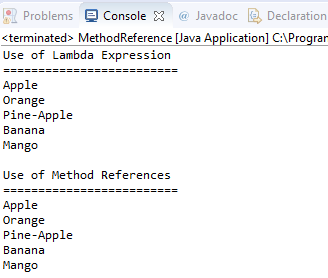 Problems Console Javadoc Declaration
<terminated> MethodReference [Java Application] C:\Program
Use of Lambda Expression
=========================
Apple
Orange
Pine-Apple
Banana
Mango
Use of Method References
=========================
Apple
Orange
Pine-Apple
Banana
Mango